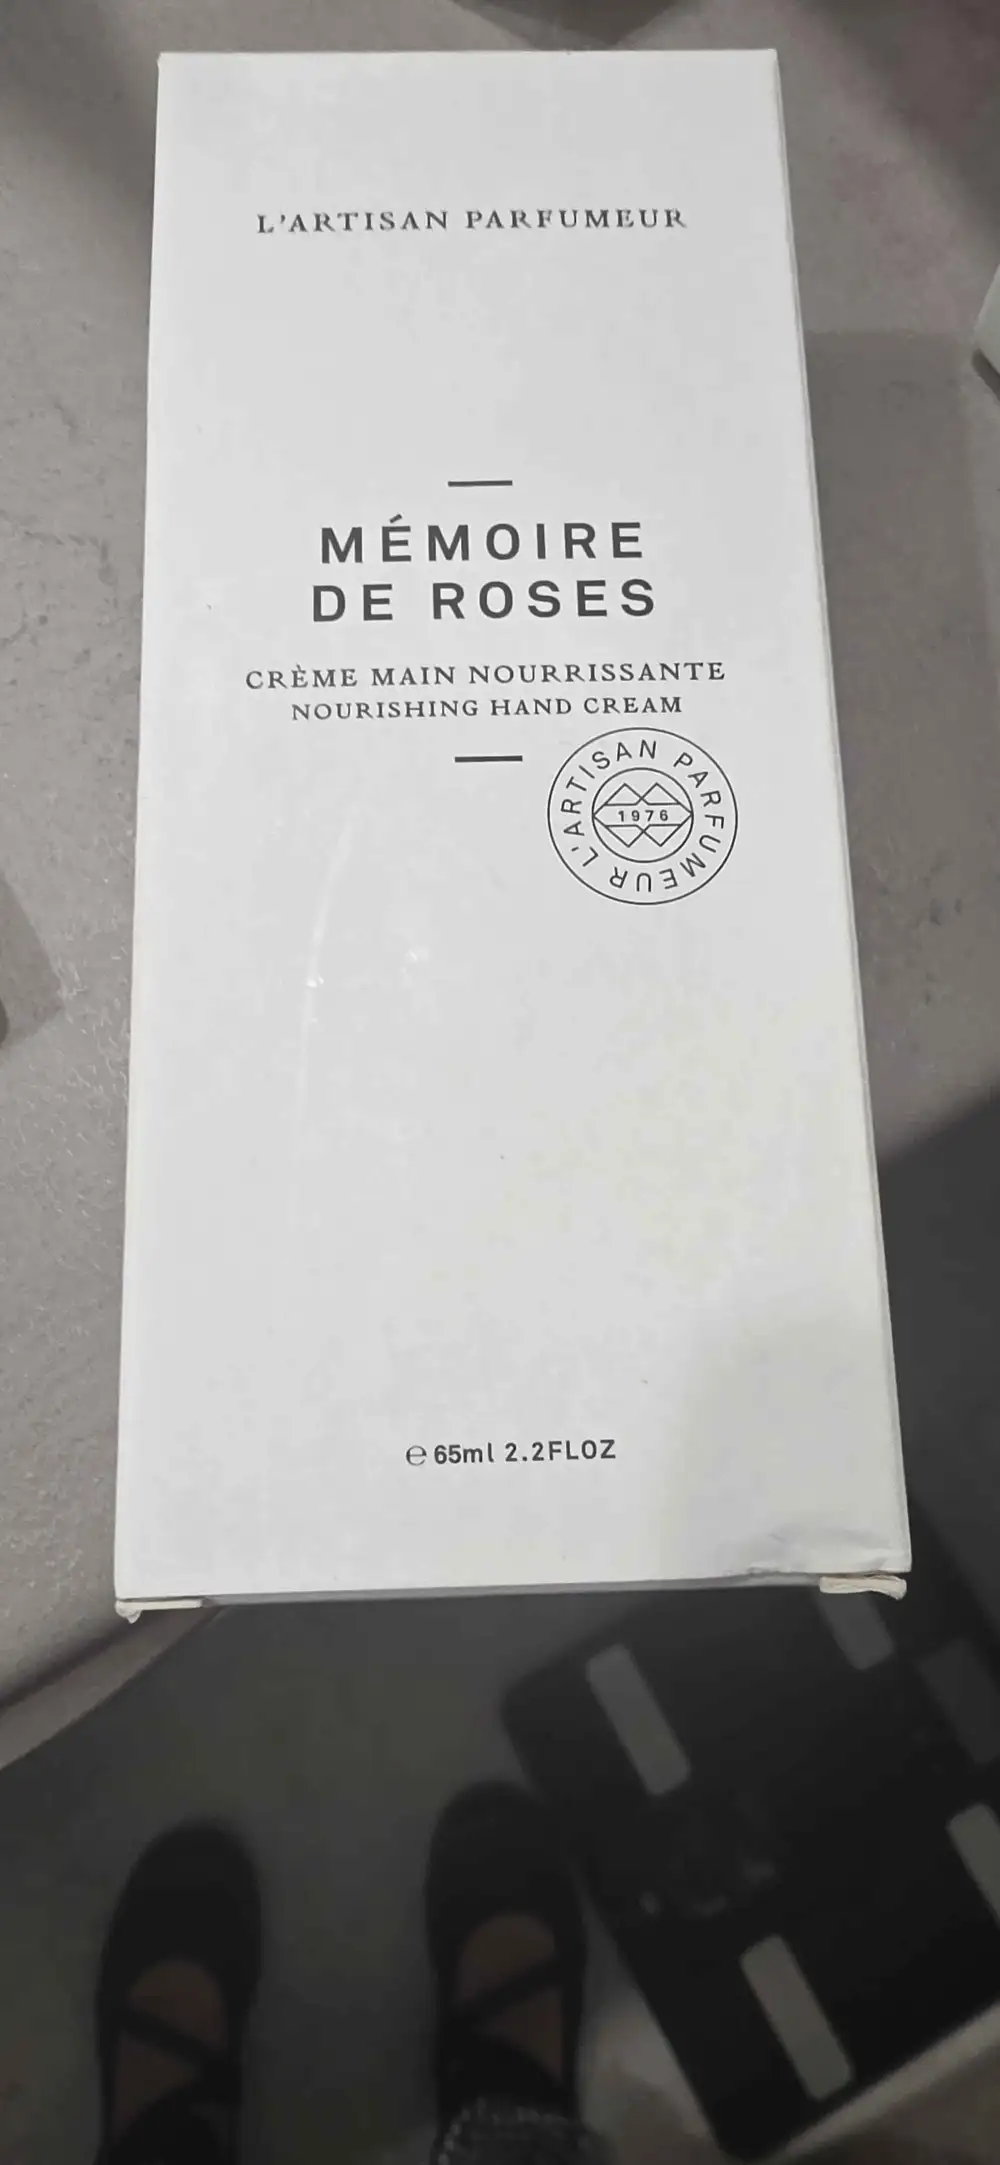 L'ARTISAN PARFUMEUR
MÉMOIRE
DE ROSES
CRÈME MAIN NOURRISSANTE
NOURISHING HAND CREAM
L'ARTISAN PARFUMEUR
1976
℮ 65ml 2.2FLOZ